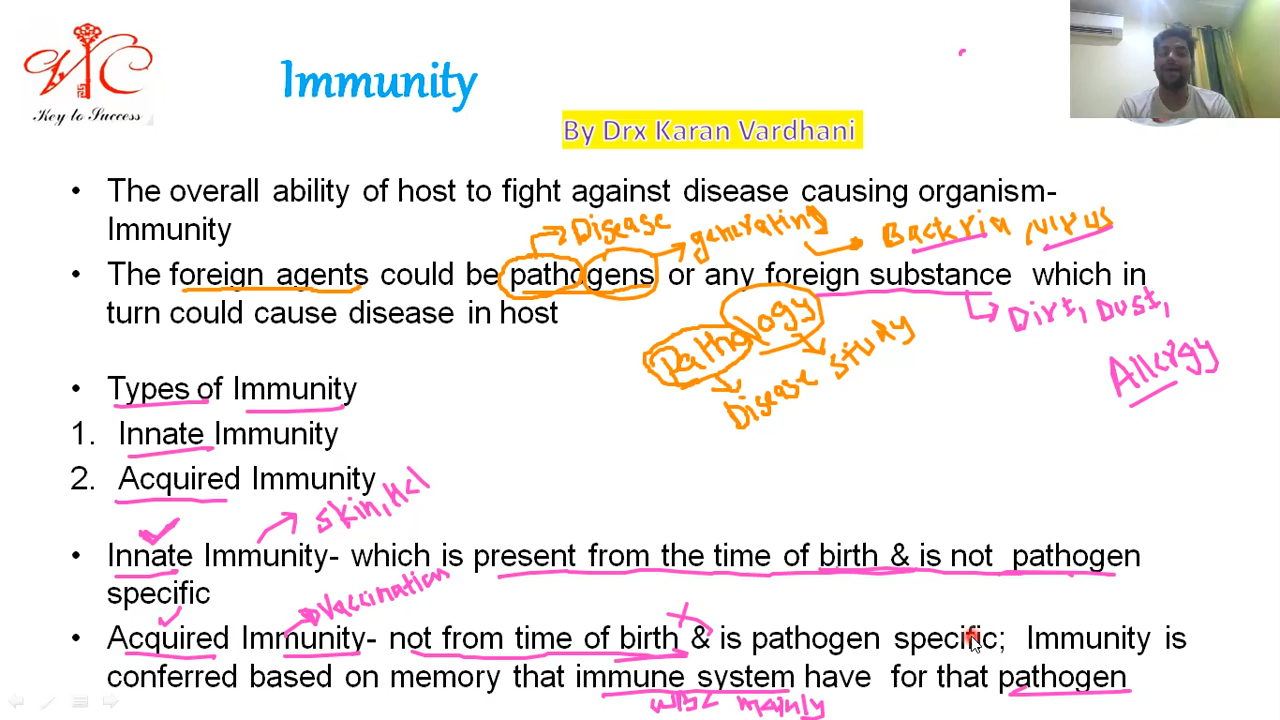 VC
Key to Success
Immunity
By Drx Karan Vardhani
• The overall ability of host to fight against disease causing organism-
Immunity
Disease
generating
Bacteria Virus
• The foreign agents could be pathogens or any foreign substance which in
turn could cause disease in host
Pathology
Disease study
Dirt, Dust,
Allergy
• Types of Immunity
1. Innate Immunity
2. Acquired Immunity
Skin, Hcl
• Innate Immunity- which is present from the time of birth & is not pathogen
specific
Vaccination
• Acquired Immunity- not from time of birth & is pathogen specific; Immunity is
conferred based on memory that immune system have for that pathogen
WBC mainly